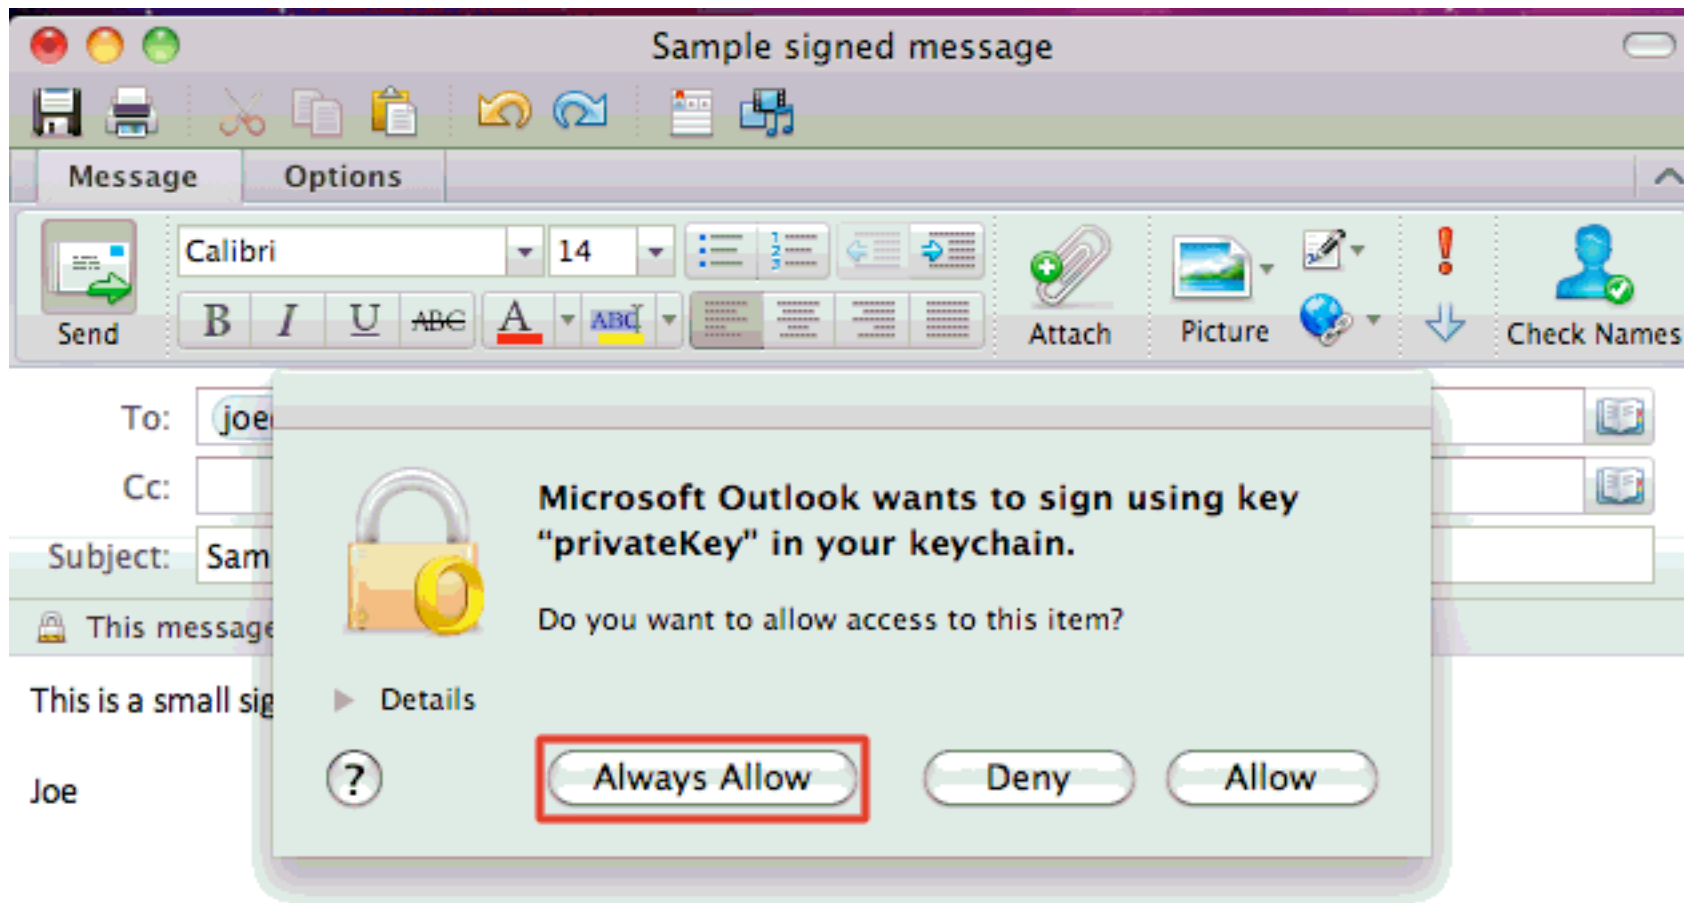 Sample signed message
Message Options
Calibri 14
B I U ABC A ABC
Send Attach Picture Check Names
To: joe
Cc:
Subject: Sam
Microsoft Outlook wants to sign using key
“privateKey” in your keychain.
Do you want to allow access to this item?
This message
This is a small sig
Details
? Always Allow Deny Allow
Joe